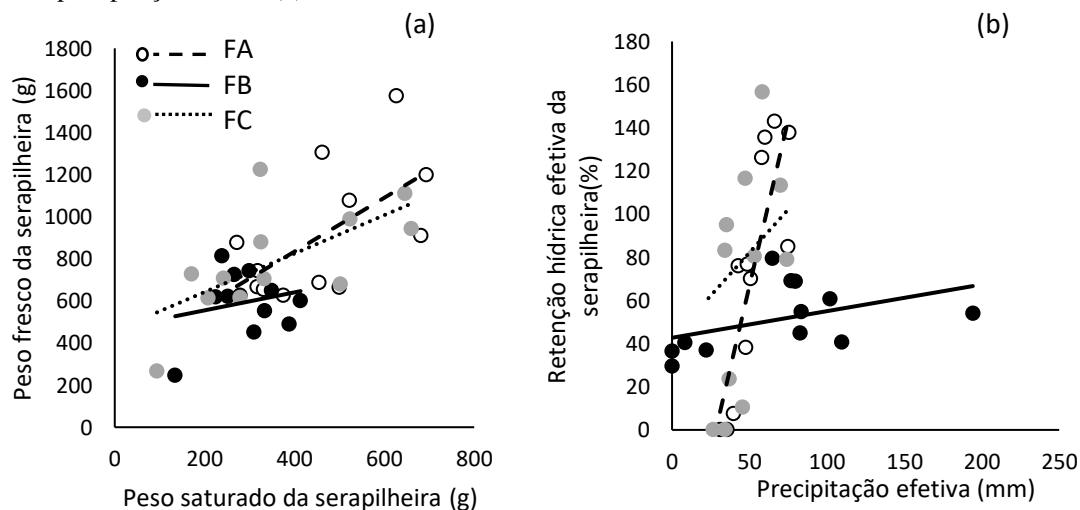 (a)
FA
FB
FC
Peso fresco da serapilheira (g)
1800
1600
1400
1200
1000
800
600
400
200
0
0 200 400 600 800
Peso saturado da serapilheira (g)
(b)
Retenção hídrica efetiva da
serapilheira(%)
180
160
140
120
100
80
60
40
20
0
0 50 100 150 200 250
Precipitação efetiva (mm)